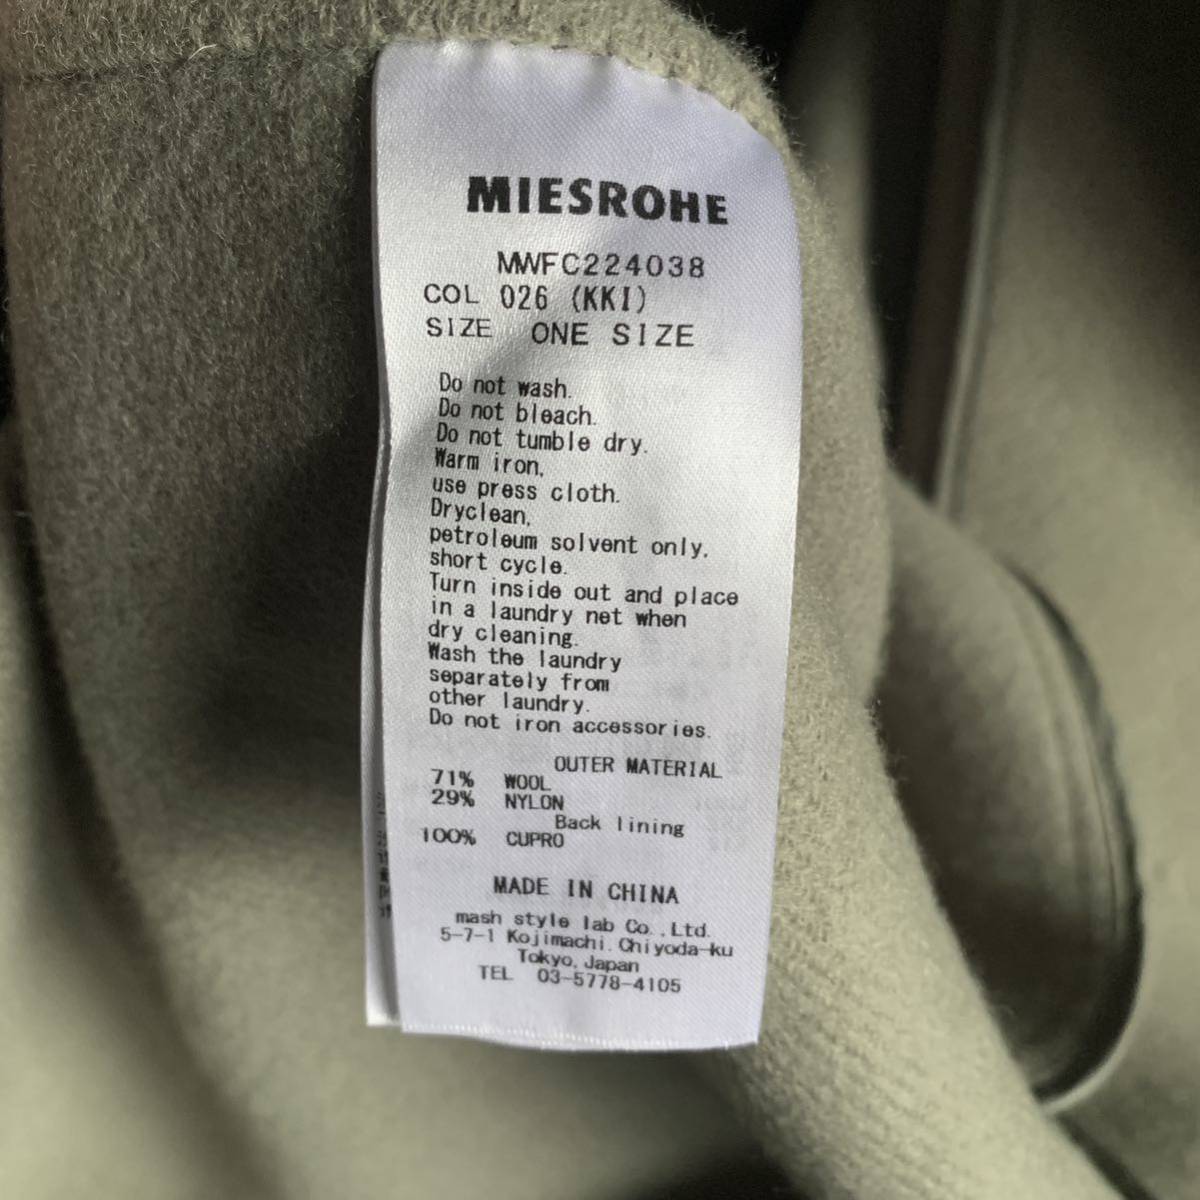 MIESROHE
MWFC224038
COL 026 (KKI)
SIZE ONE SIZE
Do not wash.
Do not bleach.
Do not tumble dry.
Warm iron,
use press cloth.
Dryclean,
petroleum solvent only,
short cycle.
Turn inside out and place
in a laundry net when
dry cleaning.
Wash the laundry
separately from
other laundry.
Do not iron accessories.
OUTER MATERIAL
71% WOOL
29% NYLON
Back lining
100% CUPRO
MADE IN CHINA
mash style lab Co.,Ltd.
5-7-1 Kojimachi.Chiyoda-ku
Tokyo,Japan
TEL 03-5778-4105